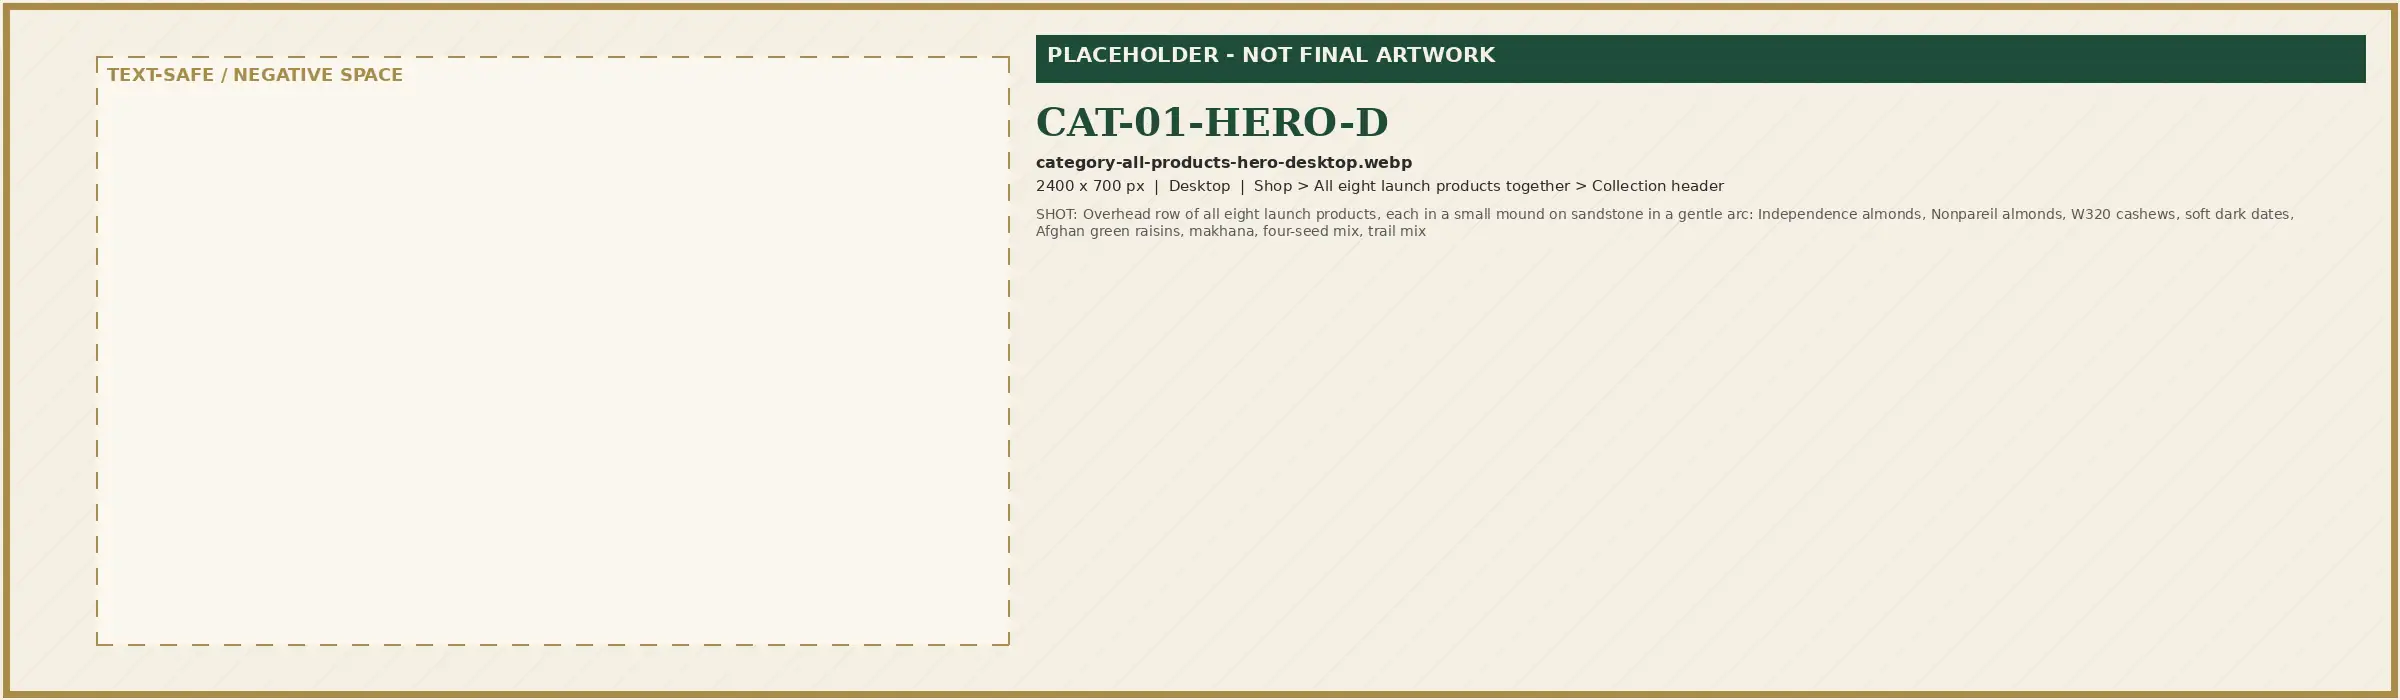 TEXT-SAFE / NEGATIVE SPACE
PLACEHOLDER - NOT FINAL ARTWORK
CAT-01-HERO-D
category-all-products-hero-desktop.webp
2400 x 700 px | Desktop | Shop > All eight launch products together > Collection header
SHOT: Overhead row of all eight launch products, each in a small mound on sandstone in a gentle arc: Independence almonds, Nonpareil almonds, W320 cashews, soft dark dates,
Afghan green raisins, makhana, four-seed mix, trail mix